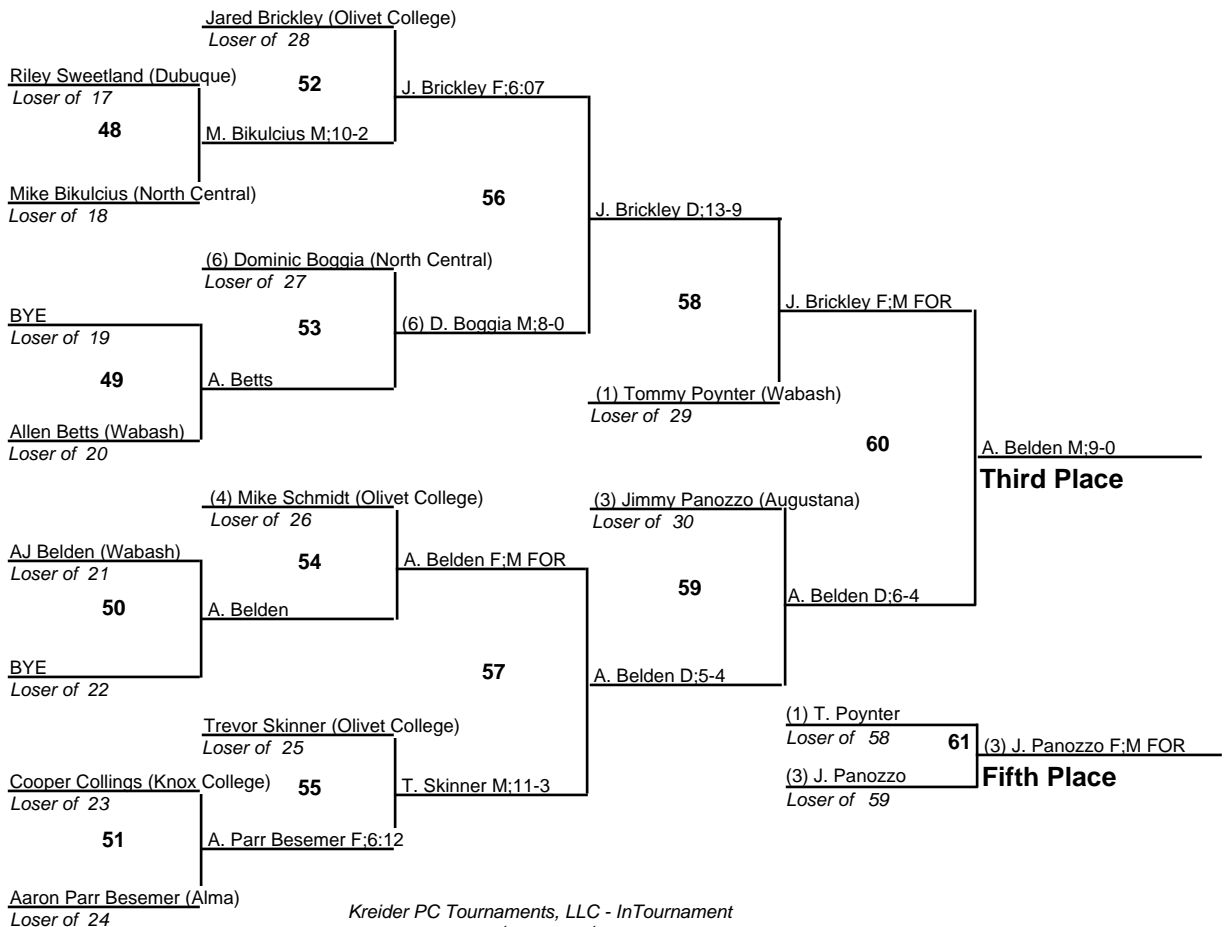 Jared Brickley (Olivet College)
Loser of 28
Riley Sweetland (Dubuque)
Loser of 17
52
J. Brickley F;6:07
48
M. Bikulcius M;10-2
Mike Bikulcius (North Central)
Loser of 18
56
J. Brickley D;13-9
(6) Dominic Boggia (North Central)
Loser of 27
BYE
Loser of 19
53
(6) D. Boggia M;8-0
58
J. Brickley F;M FOR
49
A. Betts
(1) Tommy Poynter (Wabash)
Loser of 29
Allen Betts (Wabash)
Loser of 20
60
A. Belden M;9-0
Third Place
(4) Mike Schmidt (Olivet College)
Loser of 26
(3) Jimmy Panozzo (Augustana)
Loser of 30
AJ Belden (Wabash)
Loser of 21
54
A. Belden F;M FOR
59
A. Belden D;6-4
50
A. Belden
BYE
Loser of 22
57
A. Belden D;5-4
Trevor Skinner (Olivet College)
Loser of 25
(1) T. Poynter
Loser of 58
61
(3) J. Panozzo F;M FOR
Fifth Place
Cooper Collings (Knox College)
Loser of 23
55
T. Skinner M;11-3
(3) J. Panozzo
Loser of 59
51
A. Parr Besemer F;6:12
Aaron Parr Besemer (Alma)
Loser of 24
Kreider PC Tournaments, LLC - InTournament